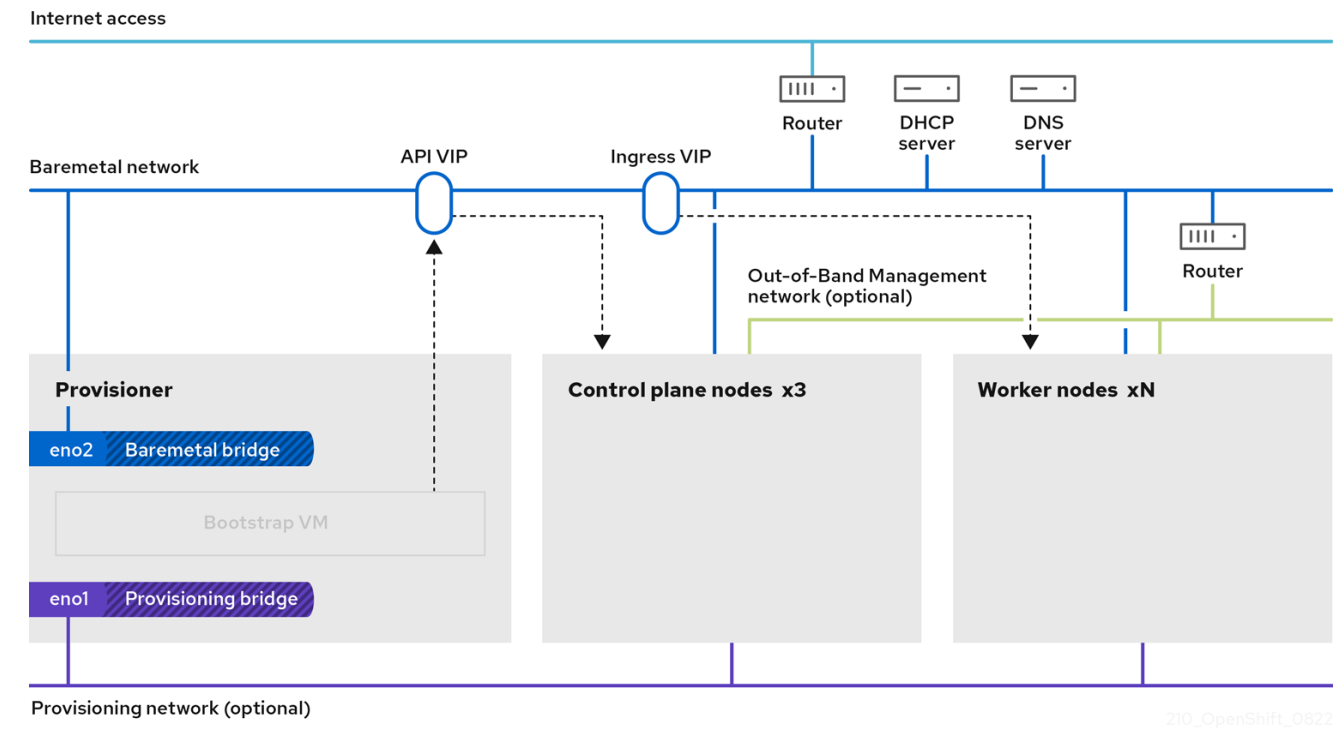 Internet access
Router
DHCP
server
DNS
server
Baremetal network
API VIP
Ingress VIP
Router
Out-of-Band Management
network (optional)
Provisioner
Control plane nodes x3
Worker nodes xN
eno2
Baremetal bridge
Bootstrap VM
eno1
Provisioning bridge
Provisioning network (optional)
210_OpenShift_0822